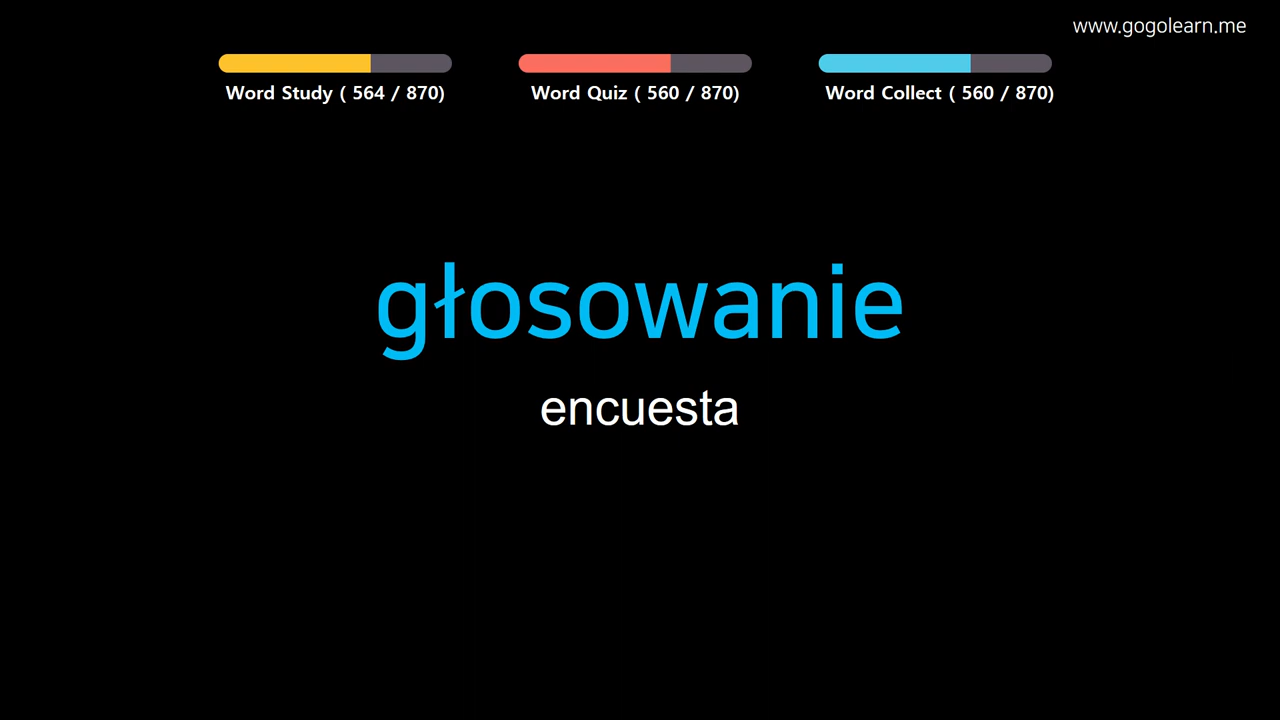 www.gogolearn.me
Word Study ( 564 / 870)
Word Quiz ( 560 / 870)
Word Collect ( 560 / 870)
głosowanie
encuesta